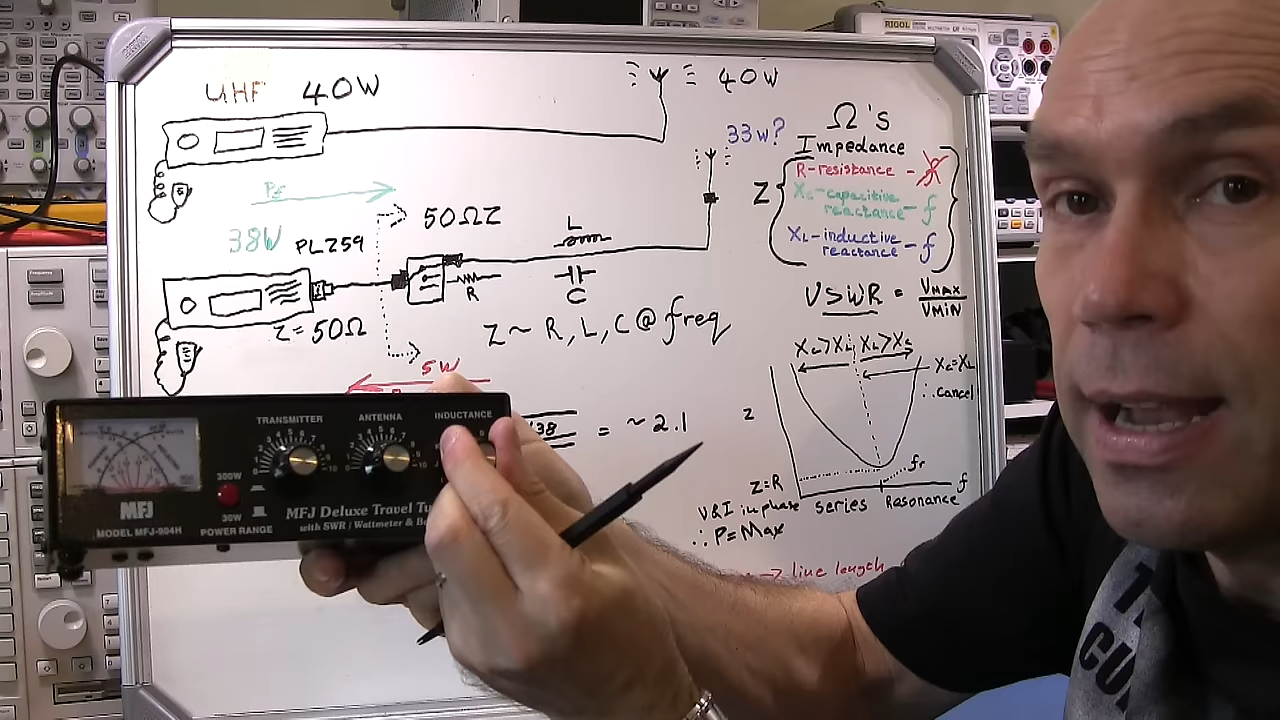 UHF 40W
40W
RIGOL
33W?
Ω's
Impedance
Z
R-resistance -
Xc-capacitive
reactance-f
XL-inductive
reactance-f
38W
PL259
50ΩZ
L
R
C
Z=50Ω
Z~R,L,C@freq
VSWR = VMAX
VMIN
5W
XC>XL
XL>XC
XC=XL
∴cancel
= ~2.1
Z
fr
Z=R
f
series Resonance
V&I in phase
∴P=Max
line length
TRANSMITTER
ANTENNA
INDUCTANCE
300W
30W
POWER RANGE
MFJ
MODEL MFJ-904H
MFJ Deluxe Travel Tu
with SWR / Wattmeter & B